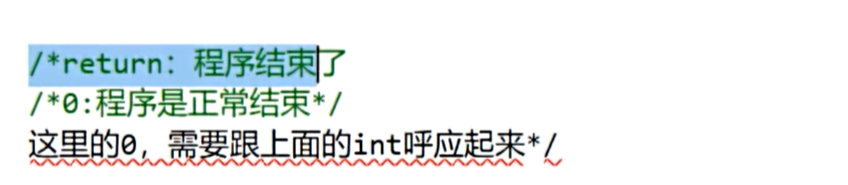 /*return：程序结束了
/*0:程序是正常结束*/
这里的0，需要跟上面的int呼应起来*/